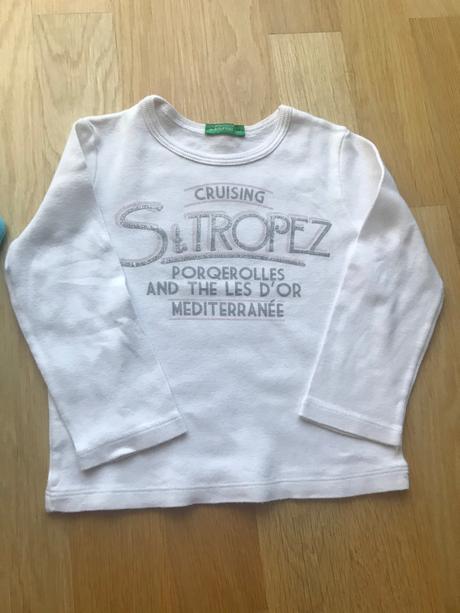 CRUISING
St TROPEZ
PORQEROLLES
AND THE LES D'OR
MEDITERRANÉE